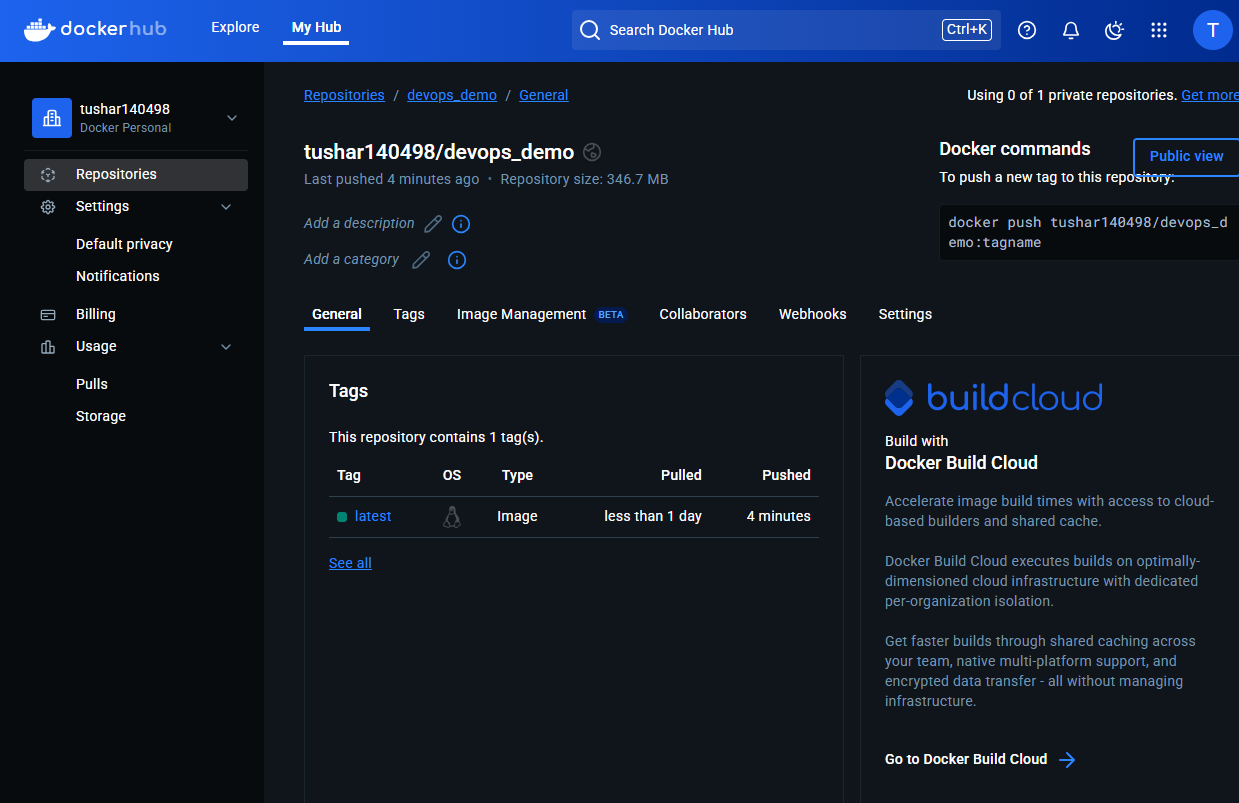 dockerhub
Explore
My Hub
Search Docker Hub
Ctrl+K
T
tushar140498
Docker Personal
Repositories
Settings
Default privacy
Notifications
Billing
Usage
Pulls
Storage
Repositories / devops_demo / General
Using 0 of 1 private repositories. Get more
tushar140498/devops_demo
Last pushed 4 minutes ago • Repository size: 346.7 MB
Add a description
Add a category
Docker commands
Public view
To push a new tag to this repository:
docker push tushar140498/devops_d
emo:tagname
General
Tags
Image Management BETA
Collaborators
Webhooks
Settings
Tags
This repository contains 1 tag(s).
Tag OS Type Pulled Pushed
latest Image less than 1 day 4 minutes
See all
buildcloud
Build with
Docker Build Cloud
Accelerate image build times with access to cloud-
based builders and shared cache.
Docker Build Cloud executes builds on optimally-
dimensioned cloud infrastructure with dedicated
per-organization isolation.
Get faster builds through shared caching across
your team, native multi-platform support, and
encrypted data transfer - all without managing
infrastructure.
Go to Docker Build Cloud